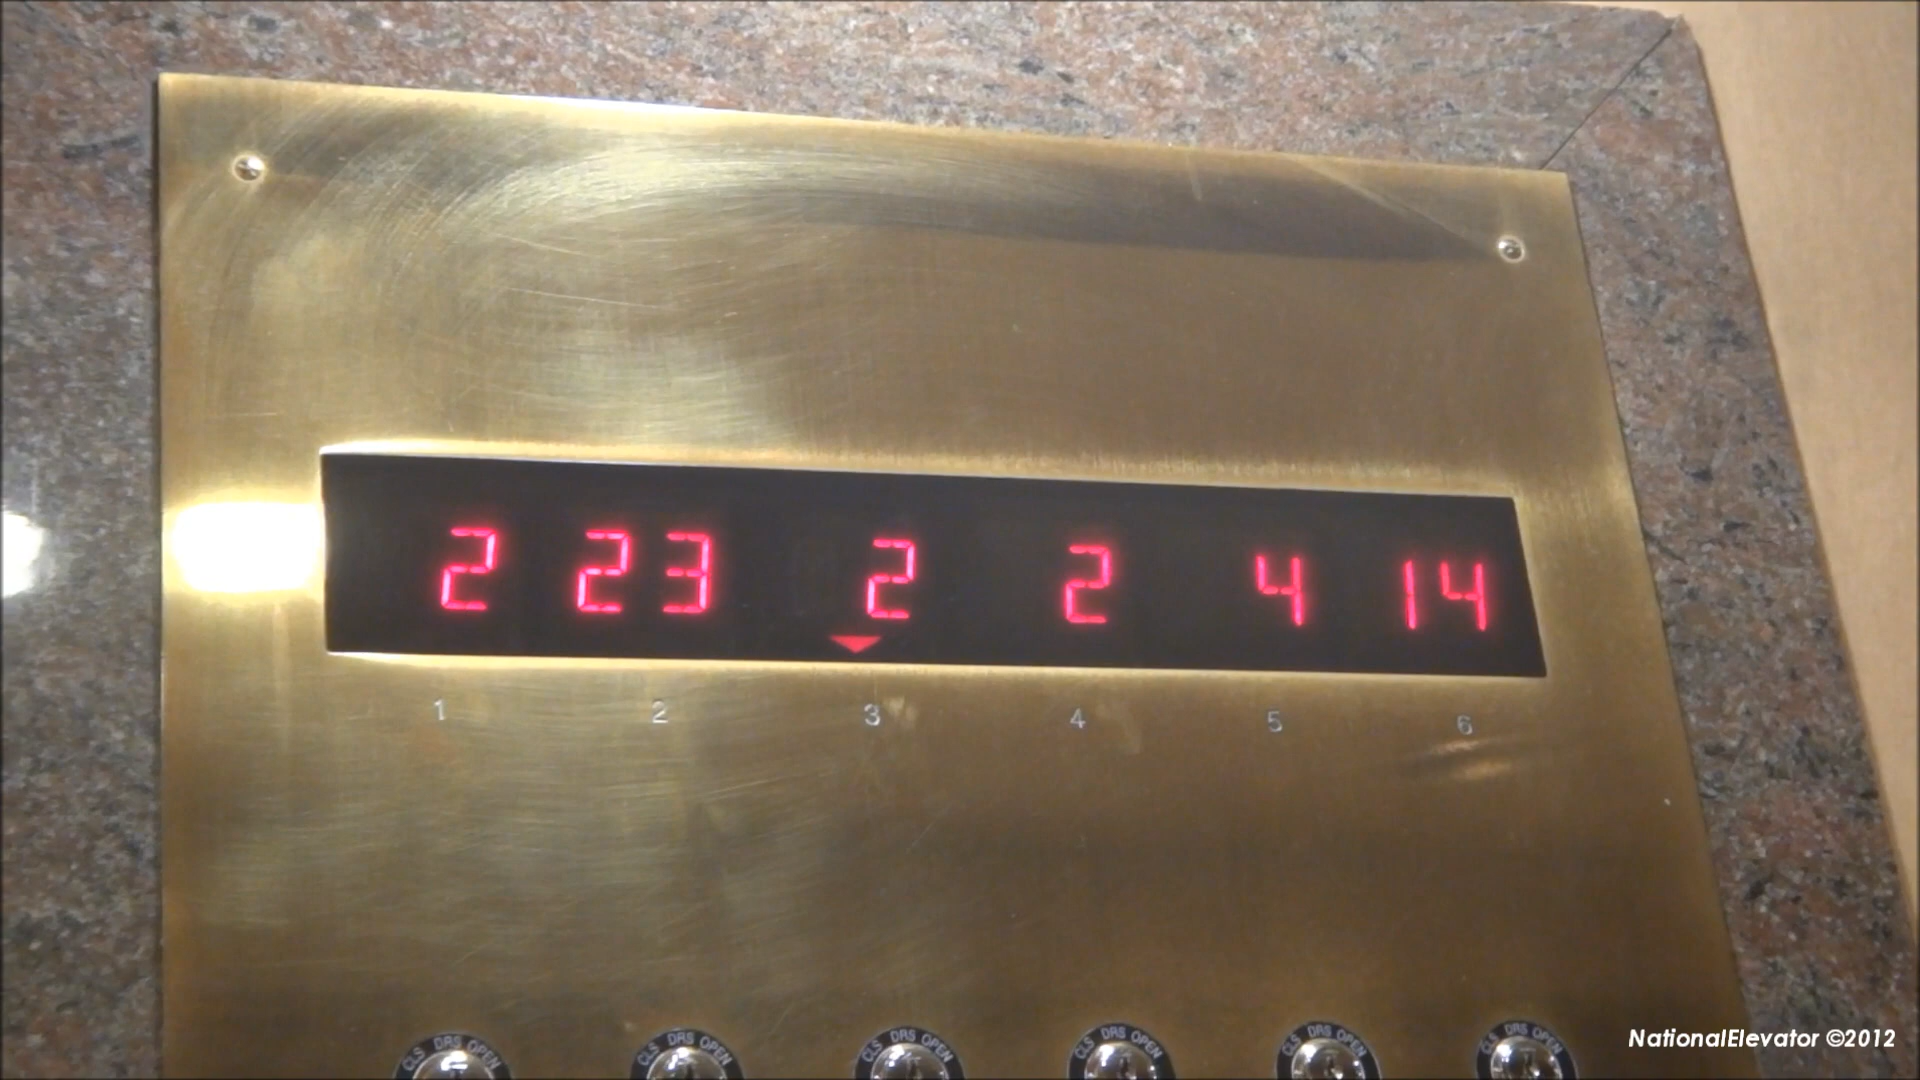 2 23 2 2 4 14
1 2 3 4 5 6
CLS DRS OPEN CLS DRS OPEN CLS DRS OPEN CLS DRS OPEN CLS DRS OPEN CLS DRS OPEN
NationalElevator ©2012